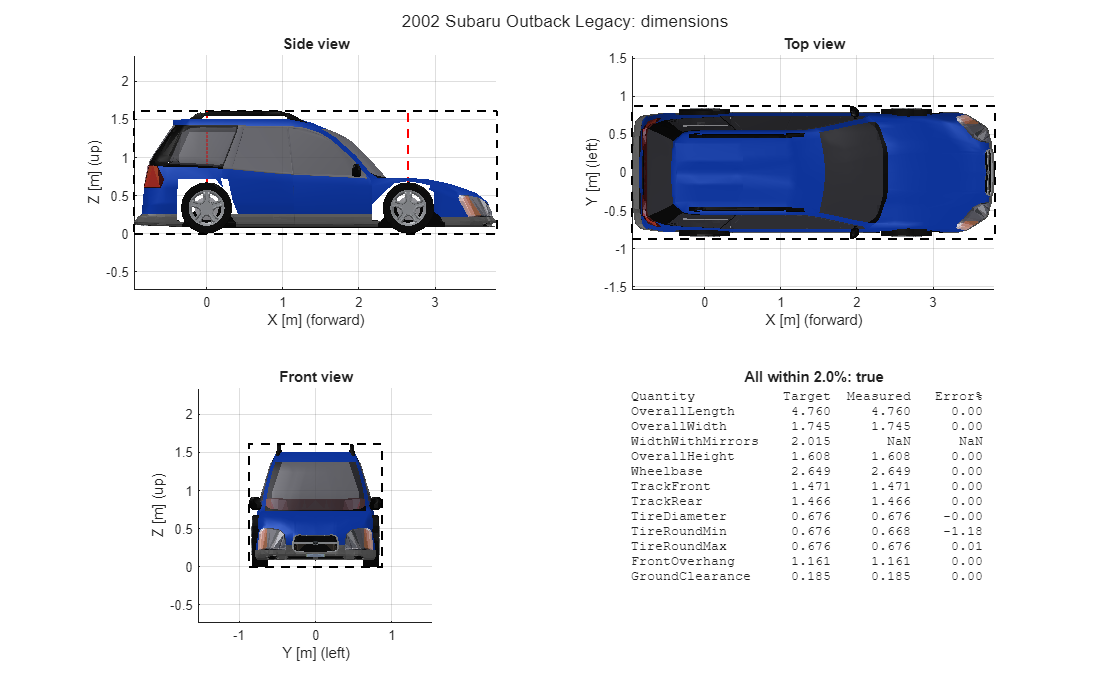 2002 Subaru Outback Legacy: dimensions
Side view
2
1.5
1
0.5
0
-0.5
Z [m] (up)
0 1 2 3
X [m] (forward)
Top view
1.5
1
0.5
0
-0.5
-1
-1.5
Y [m] (left)
0 1 2 3
X [m] (forward)
Front view
2
1.5
1
0.5
0
-0.5
Z [m] (up)
-1 0 1
Y [m] (left)
All within 2.0%: true
Quantity Target Measured Error%
OverallLength 4.760 4.760 0.00
OverallWidth 1.745 1.745 0.00
WidthWithMirrors 2.015 NaN NaN
OverallHeight 1.608 1.608 0.00
Wheelbase 2.649 2.649 0.00
TrackFront 1.471 1.471 0.00
TrackRear 1.466 1.466 0.00
TireDiameter 0.676 0.676 -0.00
TireRoundMin 0.676 0.668 -1.18
TireRoundMax 0.676 0.676 0.01
FrontOverhang 1.161 1.161 0.00
GroundClearance 0.185 0.185 0.00